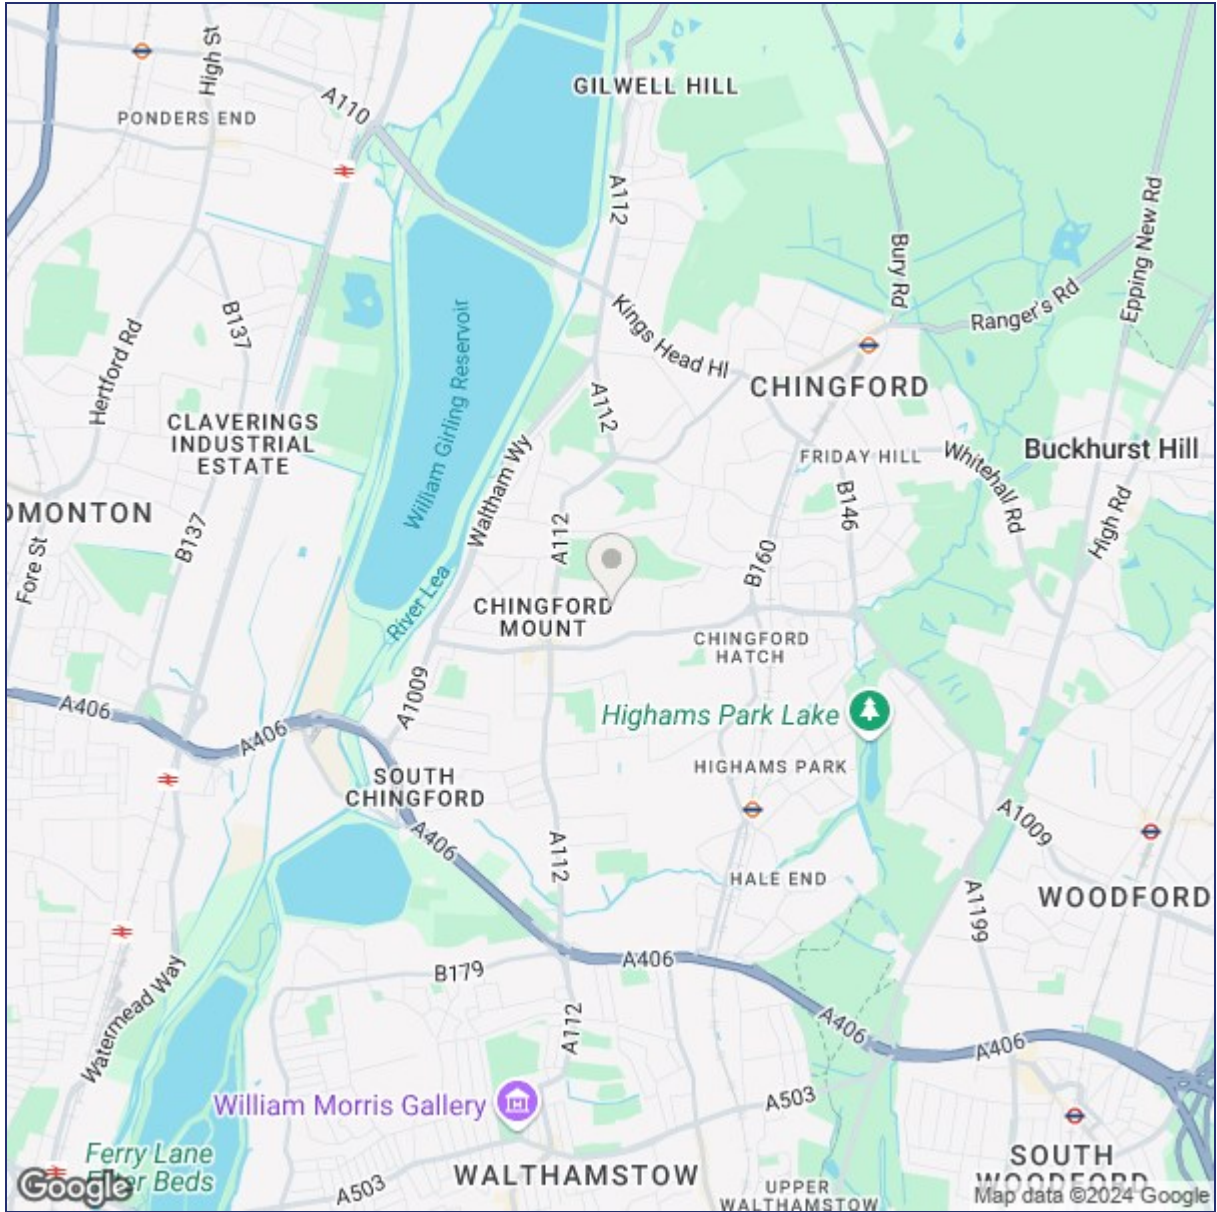 GILWELL HILL
High St
PONDERS END
A110
A112
Bury Rd
Epping New Rd
Ranger's Rd
B137
Hertford Rd
William Girling Reservoir
Kings Head Hl
CHINGFORD
A112
CLAVERINGS
INDUSTRIAL
ESTATE
Waltham Wy
FRIDAY HILL
Whitehall Rd
Buckhurst Hill
B146
High Rd
DMONTON
B137
A112
Fore St
B160
River Lea
CHINGFORD
MOUNT
CHINGFORD
HATCH
A1009
A406
A406
Highams Park Lake
SOUTH
CHINGFORD
HIGHAMS PARK
A1009
A406
A112
HALE END
WOODFORD
A1199
B179
A406
Watermead Way
A112
A406
A406
William Morris Gallery
A503
Ferry Lane
Filter Beds
WALTHAMSTOW
A503
UPPER
WALTHAMSTOW
SOUTH
WOODFORD
Google
Map data ©2024 Google